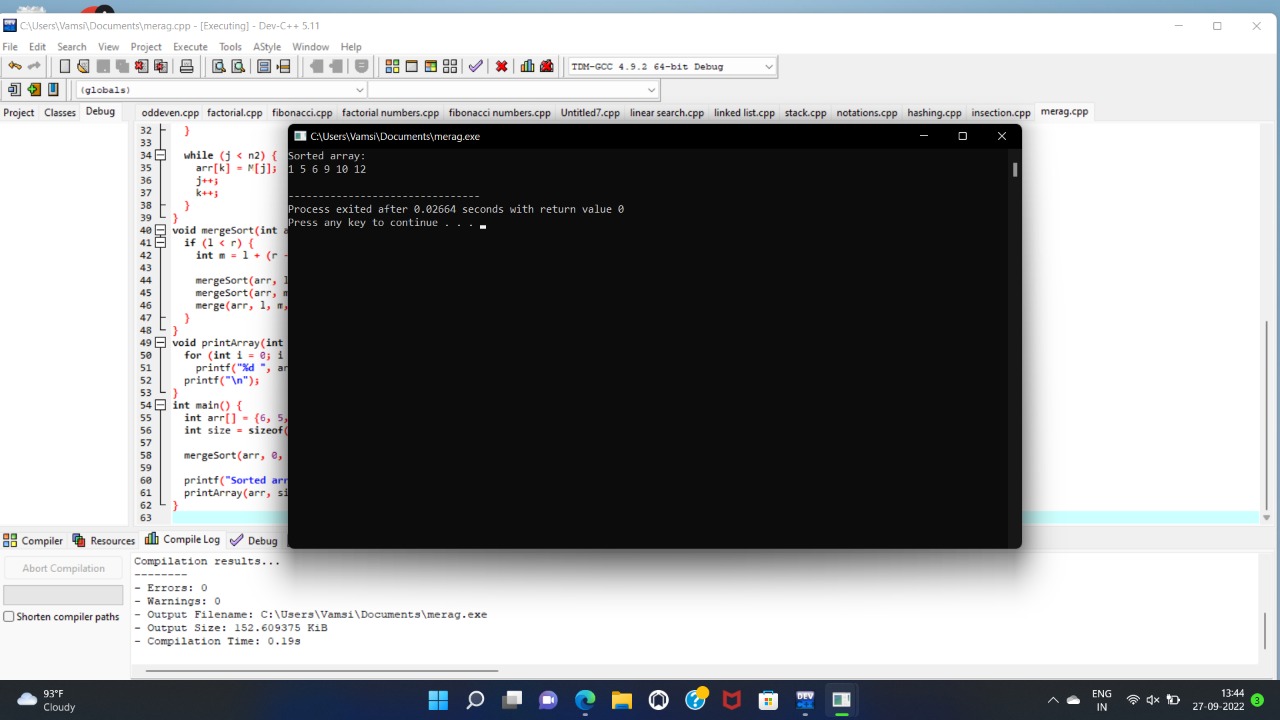 C:\Users\Vamsi\Documents\merag.cpp - [Executing] - Dev-C++ 5.11
File Edit Search View Project Execute Tools AStyle Window Help
TDM-GCC 4.9.2 64-bit Debug
(globals)
Project Classes Debug oddeven.cpp factorial.cpp fibonacci.cpp factorial numbers.cpp fibonacci numbers.cpp Untitled7.cpp linear search.cpp linked list.cpp stack.cpp notations.cpp hashing.cpp insection.cpp merag.cpp
C:\Users\Vamsi\Documents\merag.exe
Sorted array:
1 5 6 9 10 12
--------------------------------
Process exited after 0.02664 seconds with return value 0
Press any key to continue . . .
32 }
33
34 while (j < n2) {
35 arr[k] = M[j];
36 j++;
37 k++;
38 }
39 }
40 void mergeSort(int a
41 if (l < r) {
42 int m = l + (r -
43
44 mergeSort(arr, l
45 mergeSort(arr, m
46 merge(arr, l, m,
47 }
48 }
49 void printArray(int
50 for (int i = 0; i
51 printf("%d ", ar
52 printf("\n");
53 }
54 int main() {
55 int arr[] = {6, 5,
56 int size = sizeof(
57
58 mergeSort(arr, 0,
59
60 printf("Sorted arr
61 printArray(arr, si
62 }
63
Compiler Resources Compile Log Debug
Abort Compilation
Shorten compiler paths
Compilation results...
--------
- Errors: 0
- Warnings: 0
- Output Filename: C:\Users\Vamsi\Documents\merag.exe
- Output Size: 152.609375 KiB
- Compilation Time: 0.19s
93°F
Cloudy
DEV
ENG
IN
13:44
27-09-2022
3